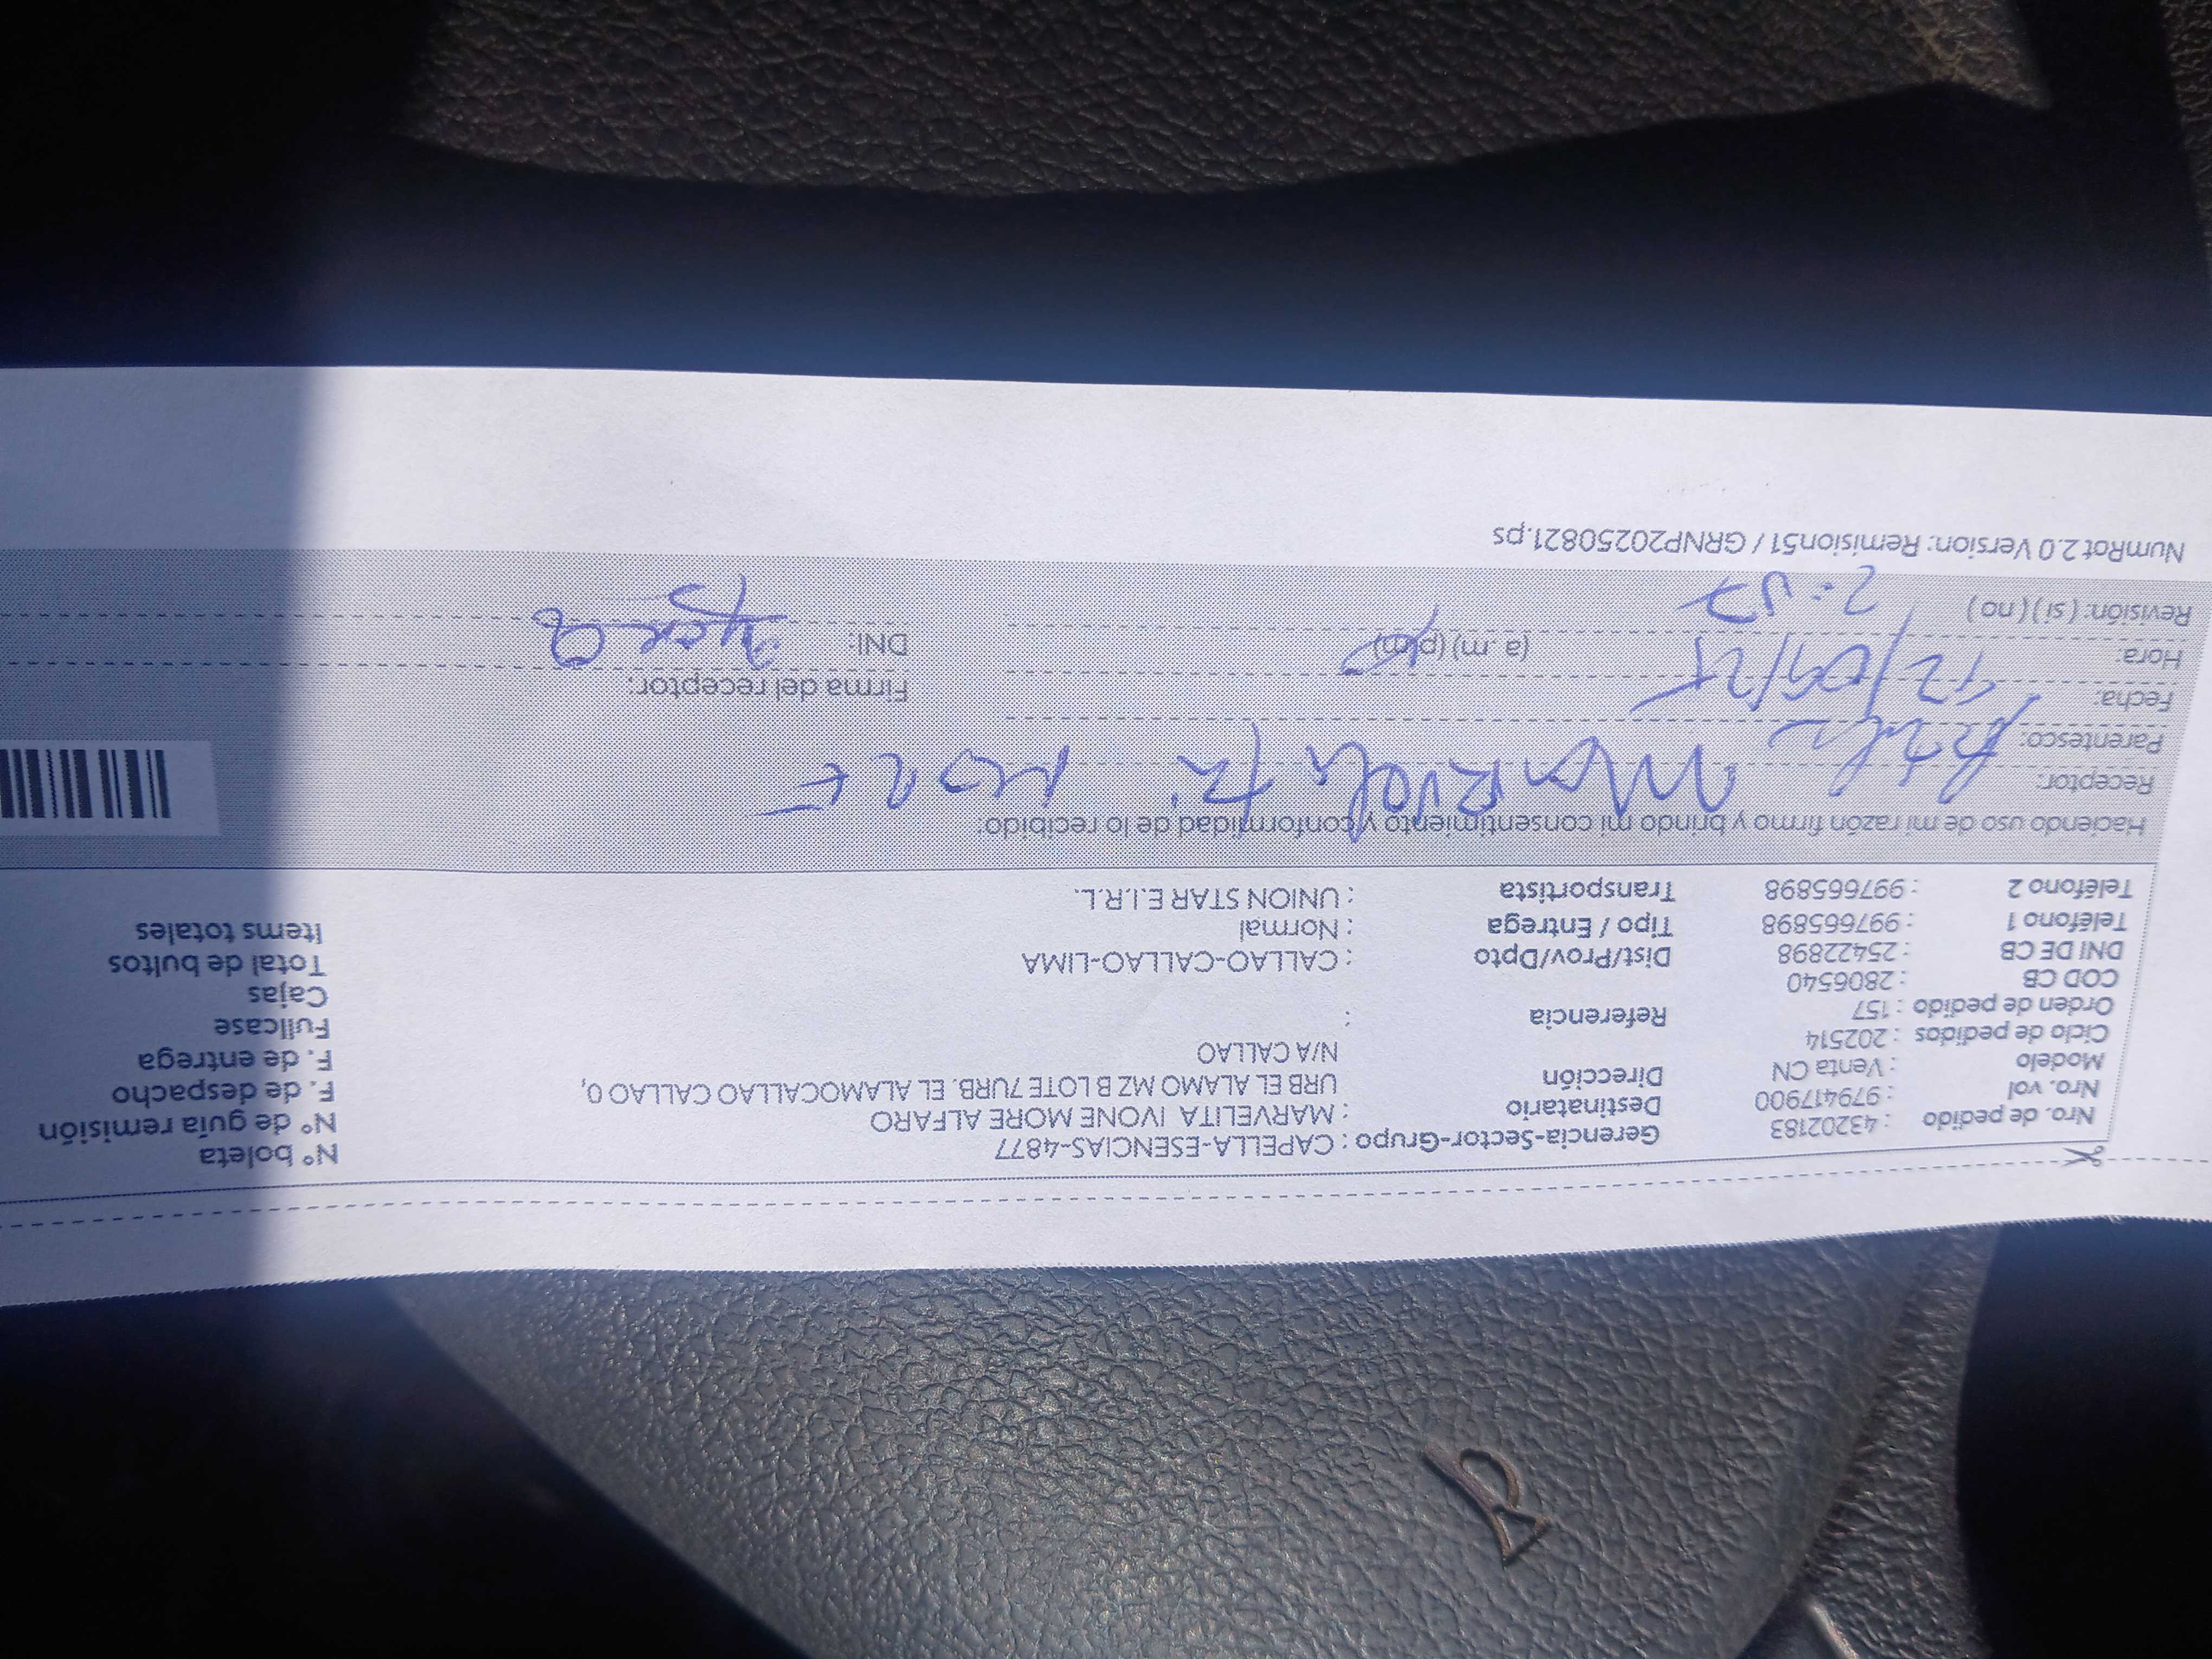 Nro. de pedido : 43202183 Gerencia-Sector-Grupo : CAPELLA-ESENCIAS-4877 N° boleta
Nro. vol : 979417900 Destinatario : MARVELITA IVONE MORE ALFARO N° de guía remisión
Modelo : Venta CN Dirección URB EL ALAMO MZ B LOTE 7URB. EL ALAMOCALLAO CALLAO 0, F. de despacho
Ciclo de pedidos : 202514 N/A CALLAO F. de entrega
Orden de pedido : 157 Referencia : Fullcase
COD CB : 2806540 Cajas
DNI DE CB : 25422898 Dist/Prov/Dpto : CALLAO-CALLAO-LIMA Total de bultos
Teléfono 1 : 997665898 Tipo / Entrega : Normal Items totales
Teléfono 2 : 997665898 Transportista : UNION STAR E.I.R.L.
Haciendo uso de mi razón firmo y brindo mi consentimiento y conformidad de lo recibido:
Receptor:
Parentesco: More
Fecha: 12/09/25 Firma del receptor:
Hora: (a. m) (p. m) DNI:
Revisión: ( si ) ( no )
NumRot 2.0 Version: Remision51 / GRNP20250821.ps